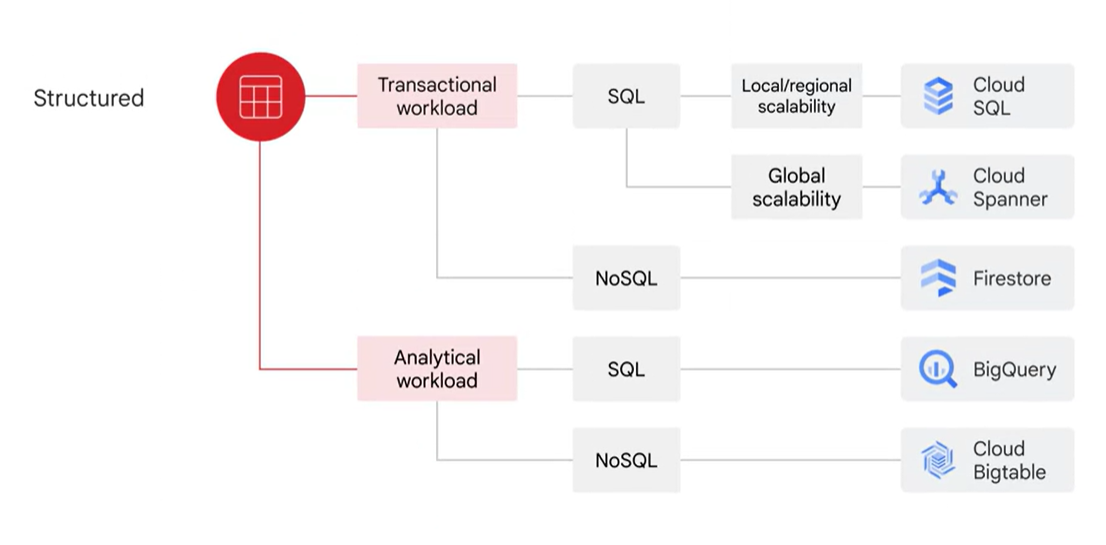 Structured
Transactional
workload
SQL
Local/regional
scalability
Cloud
SQL
Global
scalability
Cloud
Spanner
NoSQL
Firestore
Analytical
workload
SQL
BigQuery
NoSQL
Cloud
Bigtable